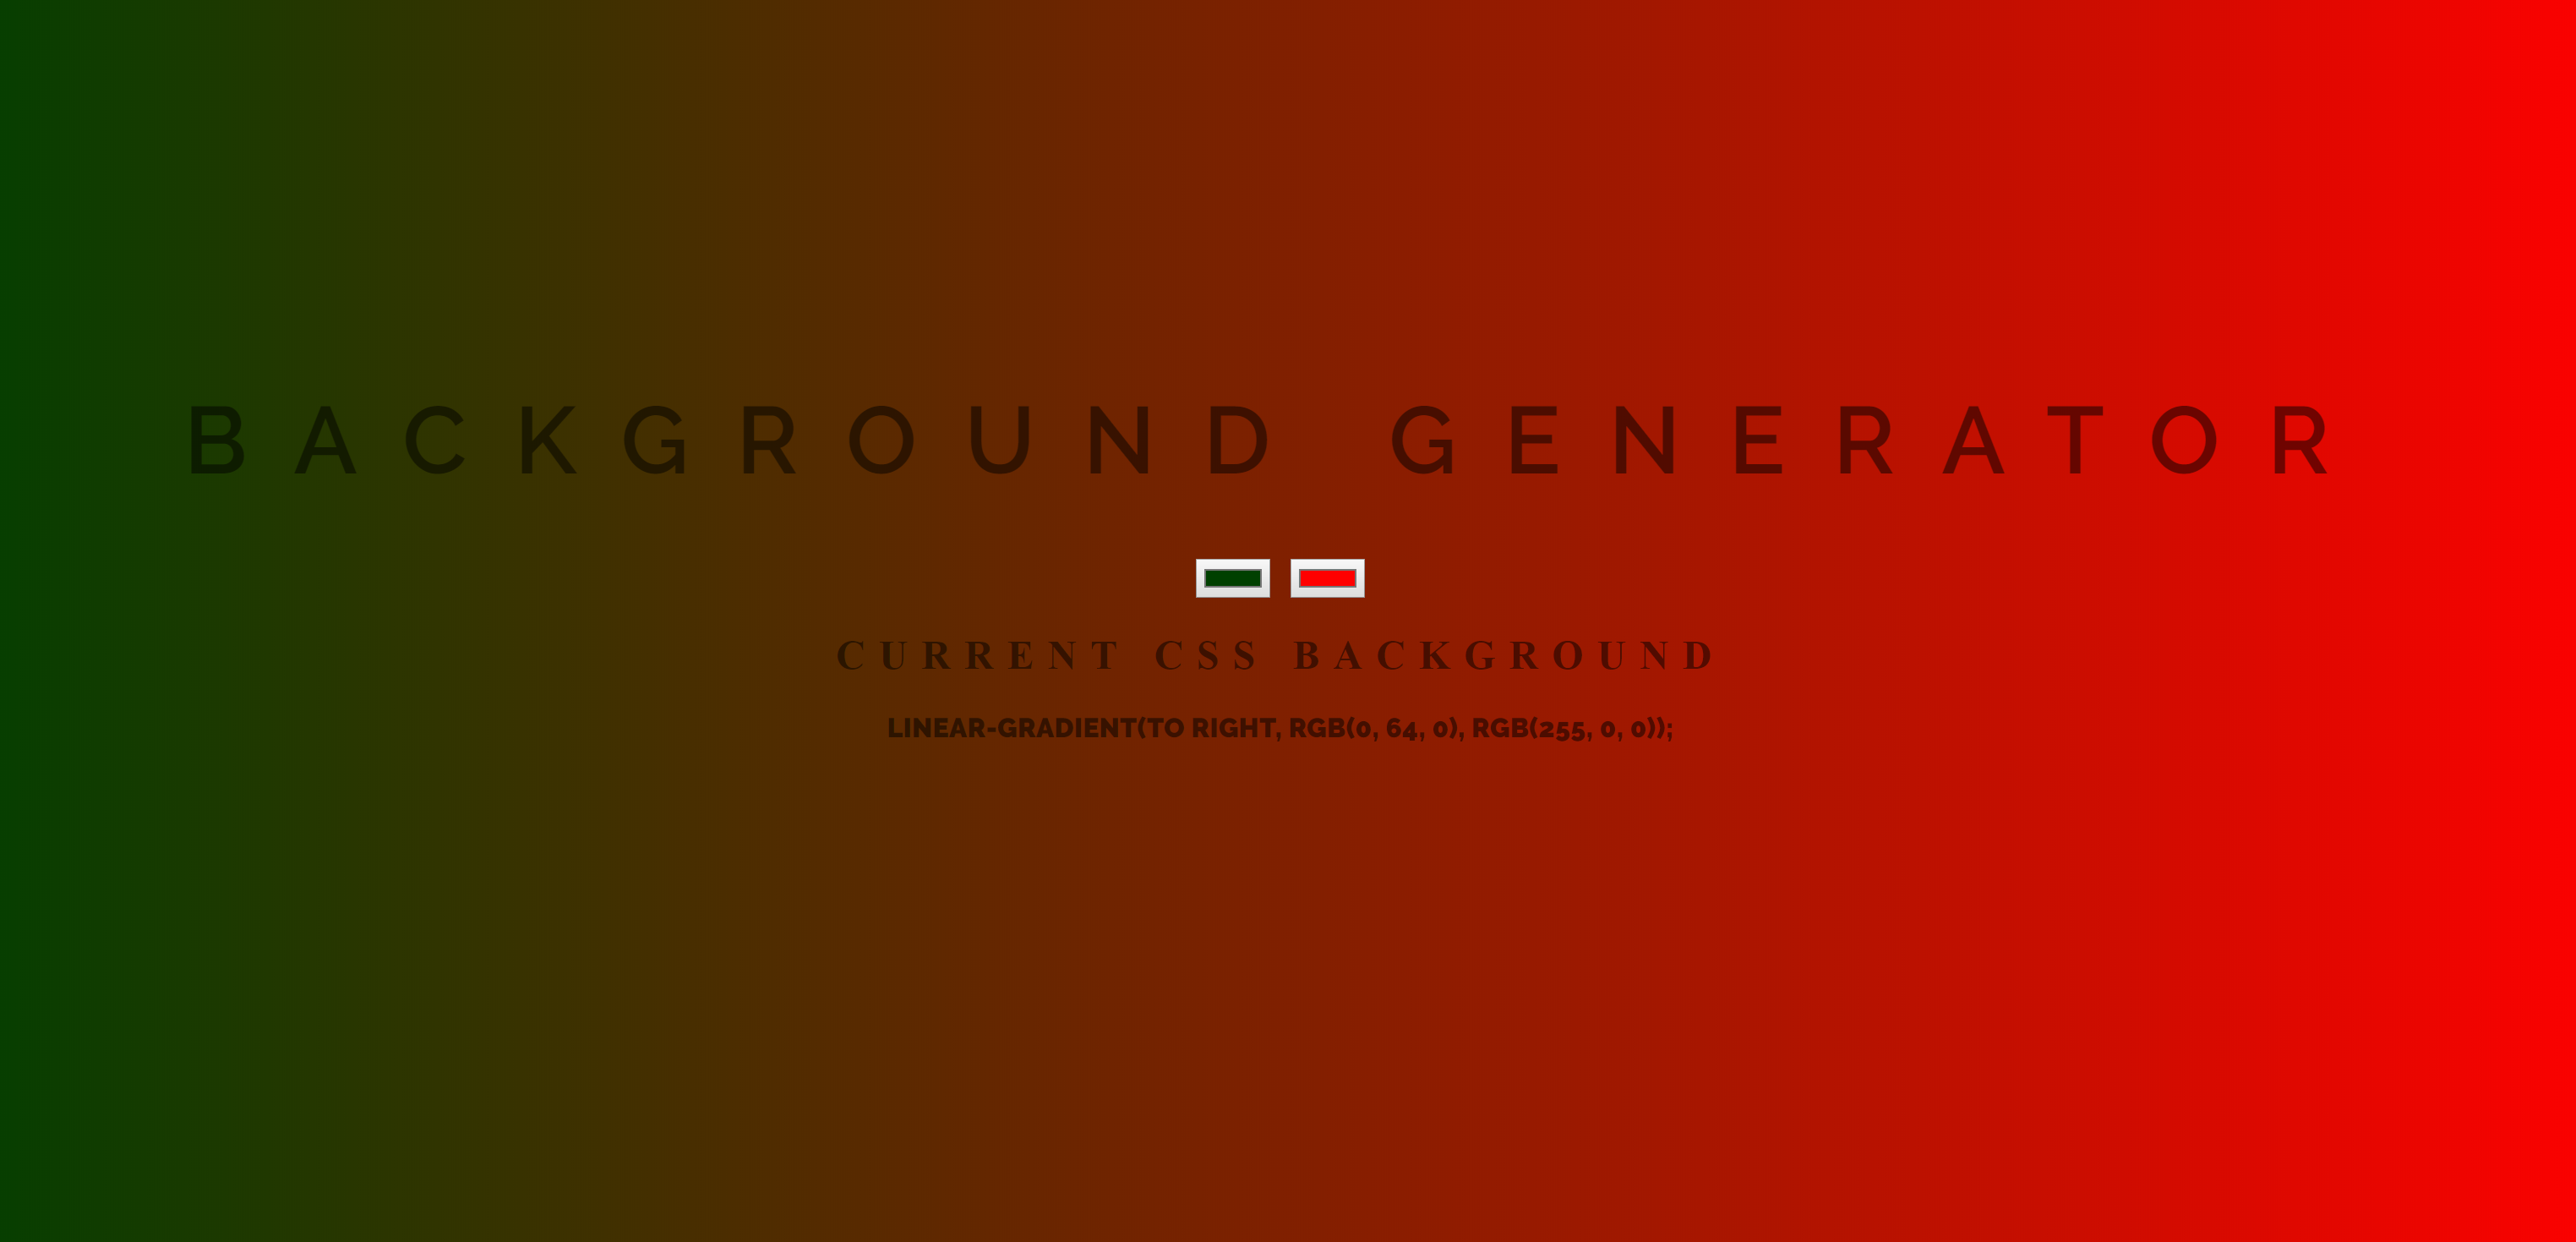 BACKGROUND GENERATOR
CURRENT CSS BACKGROUND
LINEAR-GRADIENT(TO RIGHT, RGB(0, 64, 0), RGB(255, 0, 0));